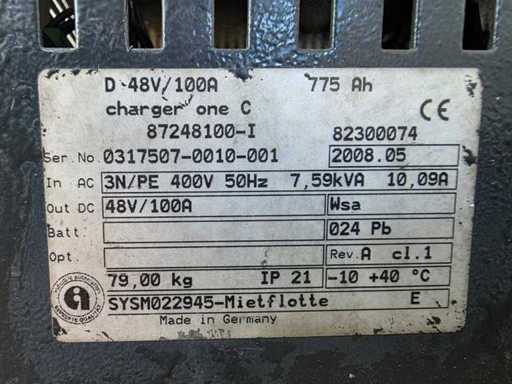 D 48V/100A 775 Ah
charger one C CE
87248100-I 82300074
Ser.No. 0317507-0010-001 2008.05
In AC 3N/PE 400V 50Hz 7,59kVA 10,09A
Out DC 48V/100A Wsa
Batt. 024 Pb
Opt. Rev. A cl.1
79,00 kg IP 21 -10 +40 °C
SYSM022945-Mietflotte E
Made in Germany